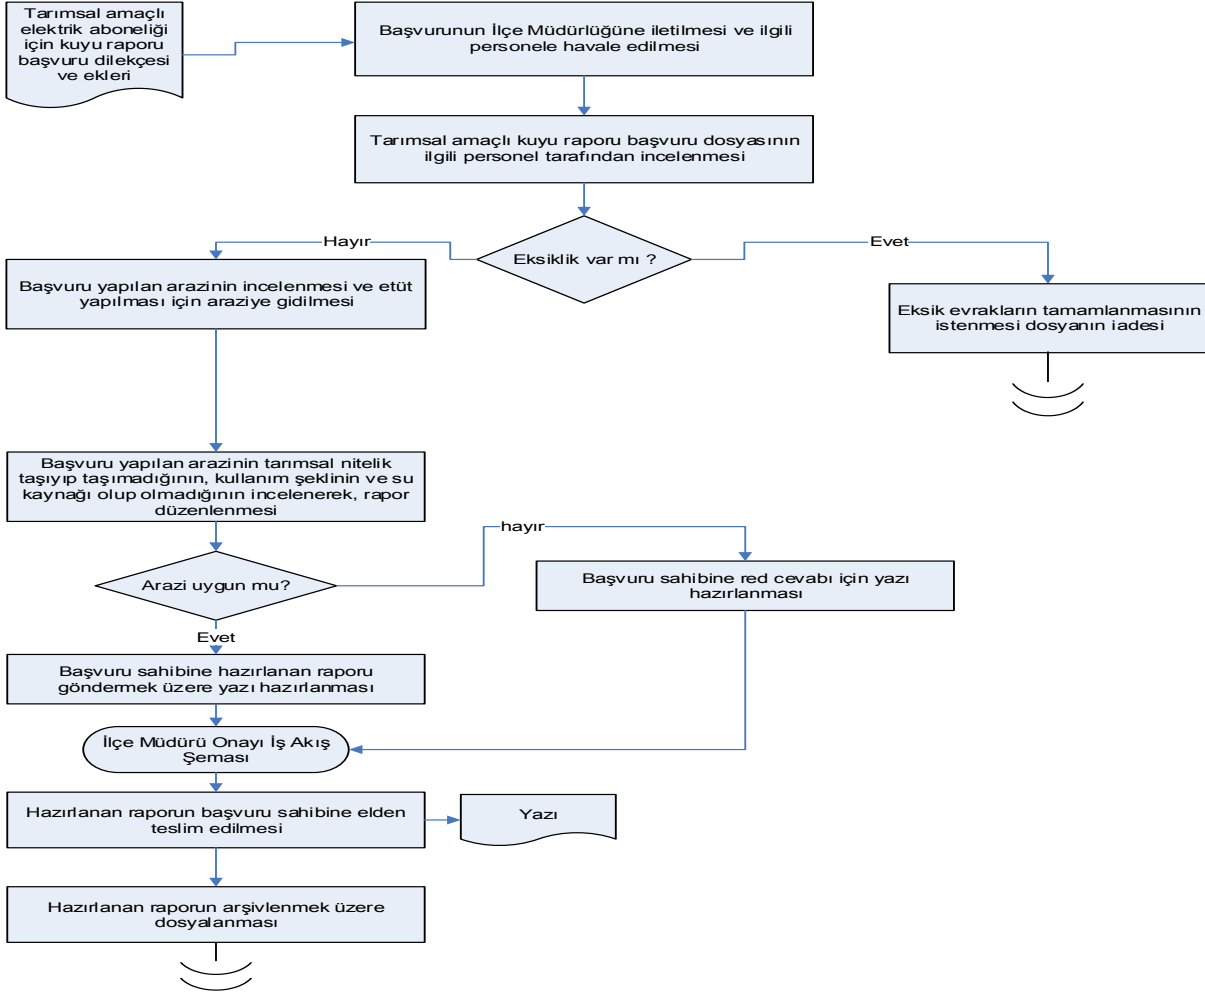 Tarımsal amaçlı
elektrik aboneliği
için kuyu raporu
başvuru dilekçesi
ve ekleri
Başvurunun İlçe Müdürlüğüne iletilmesi ve ilgili
personele havale edilmesi
Tarımsal amaçlı kuyu raporu başvuru dosyasının
ilgili personel tarafından incelenmesi
Eksiklik var mı ?
Hayır
Evet
Başvuru yapılan arazinin incelenmesi ve etüt
yapılması için araziye gidilmesi
Eksik evrakların tamamlanmasının
istenmesi dosyanın iadesi
Başvuru yapılan arazinin tarımsal nitelik
taşıyıp taşımadığının, kullanım şeklinin ve su
kaynağı olup olmadığının incelenerek, rapor
düzenlenmesi
Arazi uygun mu?
hayır
Başvuru sahibine red cevabı için yazı
hazırlanması
Evet
Başvuru sahibine hazırlanan raporu
göndermek üzere yazı hazırlanması
İlçe Müdürü Onayı İş Akış
Şeması
Hazırlanan raporun başvuru sahibine elden
teslim edilmesi
Yazı
Hazırlanan raporun arşivlenmek üzere
dosyalanması